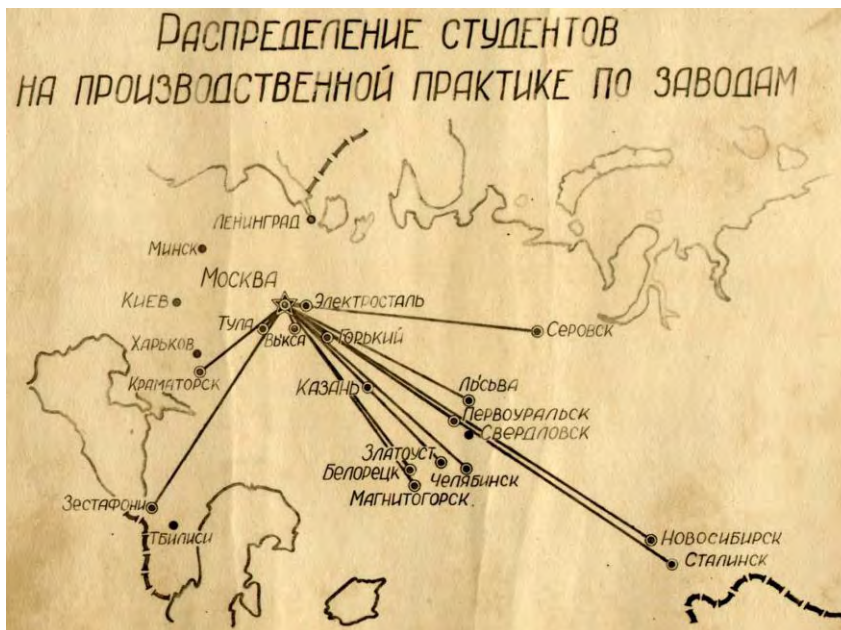 РАСПРЕДЕЛЕНИЕ СТУДЕНТОВ
НА ПРОИЗВОДСТВЕННОЙ ПРАКТИКЕ ПО ЗАВОДАМ
ЛЕНИНГРАД
МИНСК
МОСКВА
КИЕВ
ЭЛЕКТРОСТАЛЬ
ТУЛА
ВЫКСА
ГОРЬКИЙ
СЕРОВСК
ХАРЬКОВ
КРАМАТОРСК
КАЗАНЬ
ЛЫСЬВА
ПЕРВОУРАЛЬСК
СВЕРДЛОВСК
ЗЛАТОУСТ
БЕЛОРЕЦК
ЧЕЛЯБИНСК
МАГНИТОГОРСК.
ЗЕСТАФОНИ
ТБИЛИСИ
НОВОСИБИРСК
СТАЛИНСК